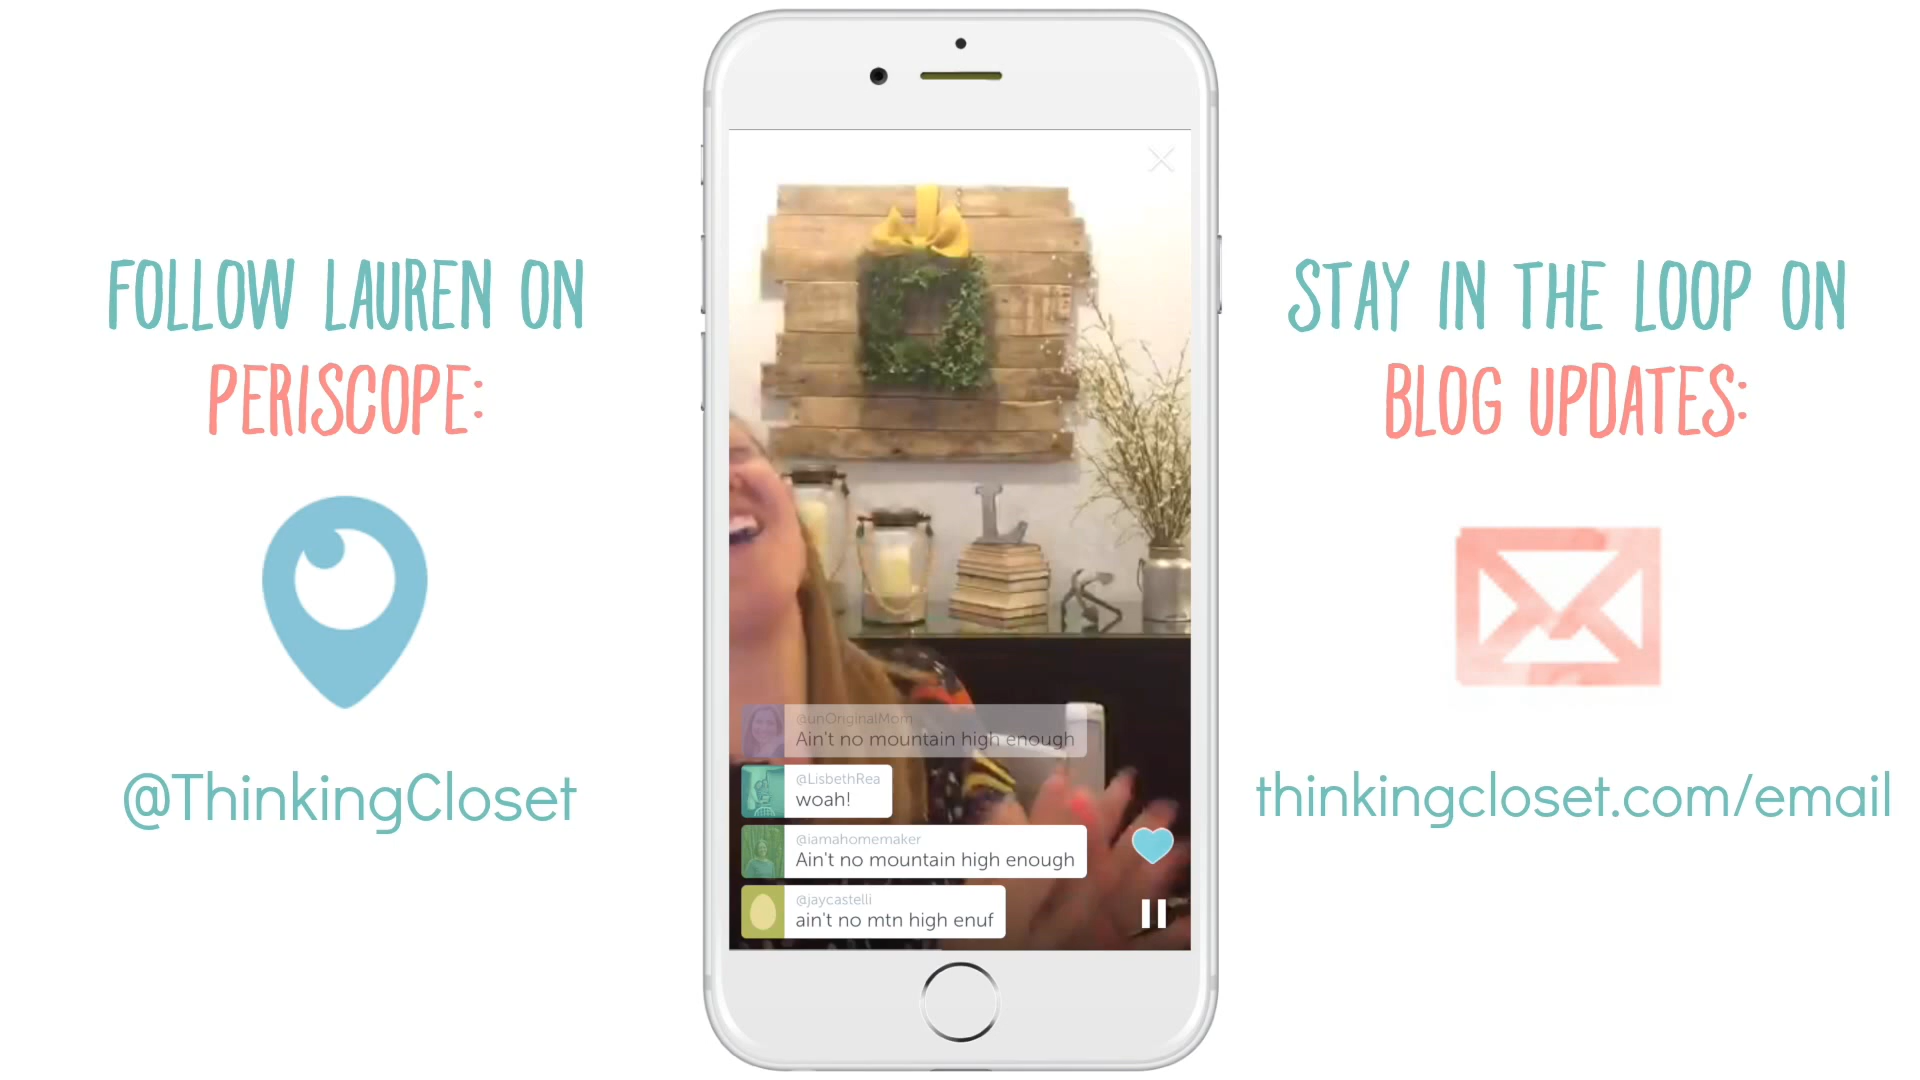 FOLLOW LAUREN ON
PERISCOPE:
@ThinkingCloset
L
@unOriginalMom
Ain't no mountain high enough
@LisbethRea
woah!
@iamahomemaker
Ain't no mountain high enough
@jaycastelli
ain't no mtn high enuf
STAY IN THE LOOP ON
BLOG UPDATES:
thinkingcloset.com/email